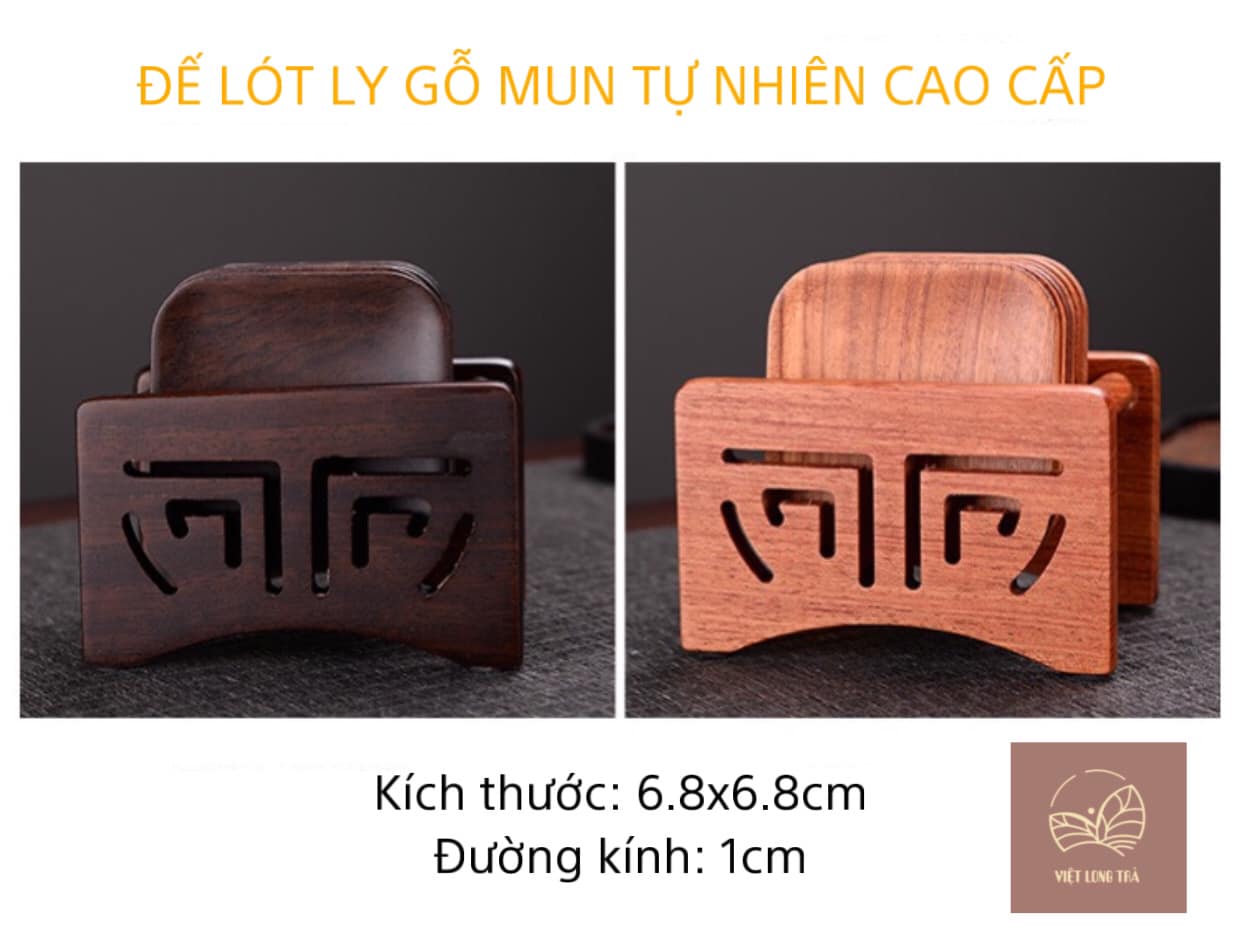 ĐẾ LÓT LY GỖ MUN TỰ NHIÊN CAO CẤP
Kích thước: 6.8x6.8cm
Đường kính: 1cm
VIỆT LONG TRÀ